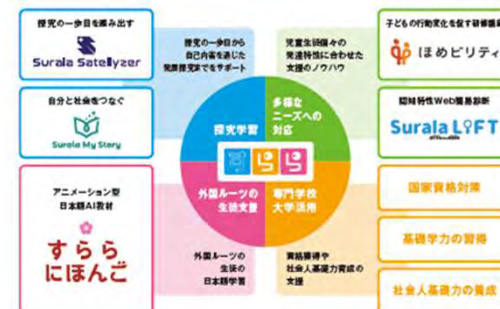 探究の一歩目を踏み出す
Surala Satellyzer
自分と社会をつなぐ
Surala My Story
アニメーション型
日本語AI教材
すらら
にほんご
探究の一歩目から
自己内省を通じた
発展探究までをサポート
児童生徒個々の
発達特性に合わせた
支援のノウハウ
探究学習
多様な
ニーズへの
対応
すらら
外国ルーツの
生徒支援
専門学校
大学活用
外国ルーツの
生徒の
日本語学習
資格獲得や
社会人基礎力育成の
支援
子どもの行動変化を促す研修講座
ほめビリティ
認知特性Web簡易診断
Surala LIFT
国家資格対策
基礎学力の習得
社会人基礎力の養成